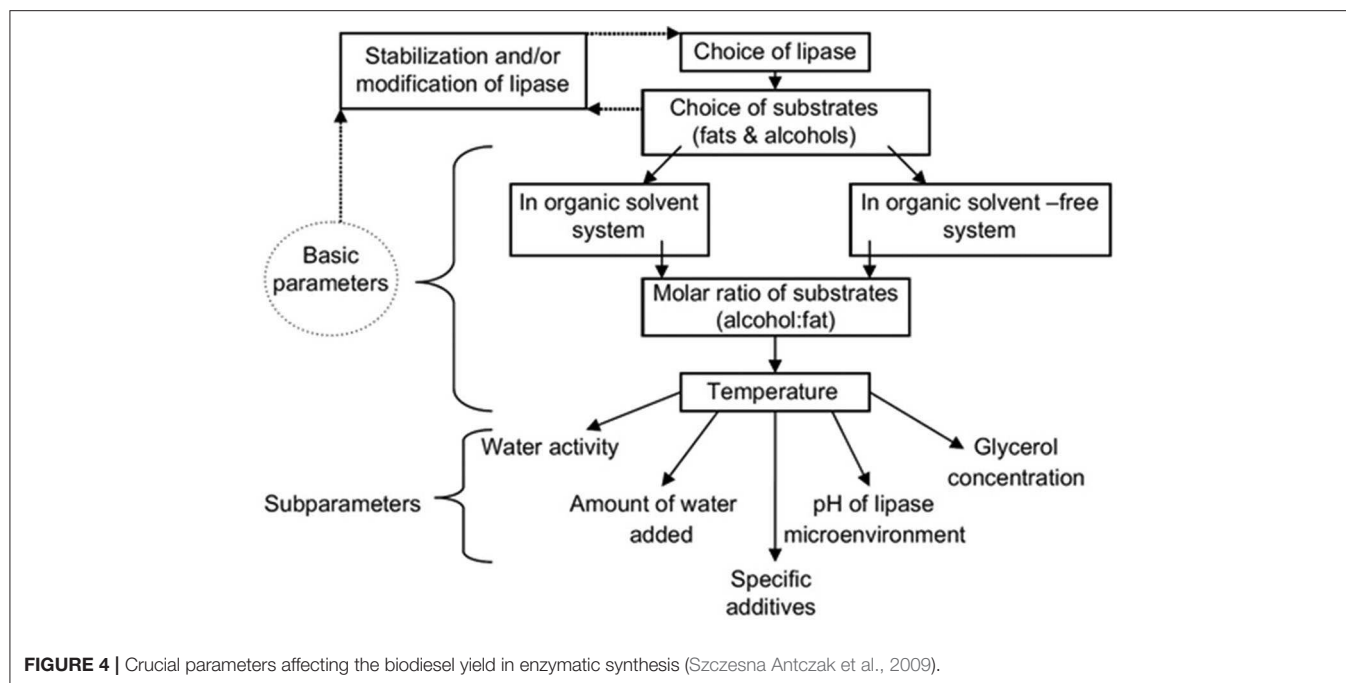 Stabilization and/or
modification of lipase
Choice of lipase
Choice of substrates
(fats & alcohols)
In organic solvent
system
In organic solvent –free
system
Basic
parameters
Molar ratio of substrates
(alcohol:fat)
Temperature
Subparameters
Water activity
Amount of water
added
Specific
additives
pH of lipase
microenvironment
Glycerol
concentration
FIGURE 4 | Crucial parameters affecting the biodiesel yield in enzymatic synthesis (Szczesna Antczak et al., 2009).